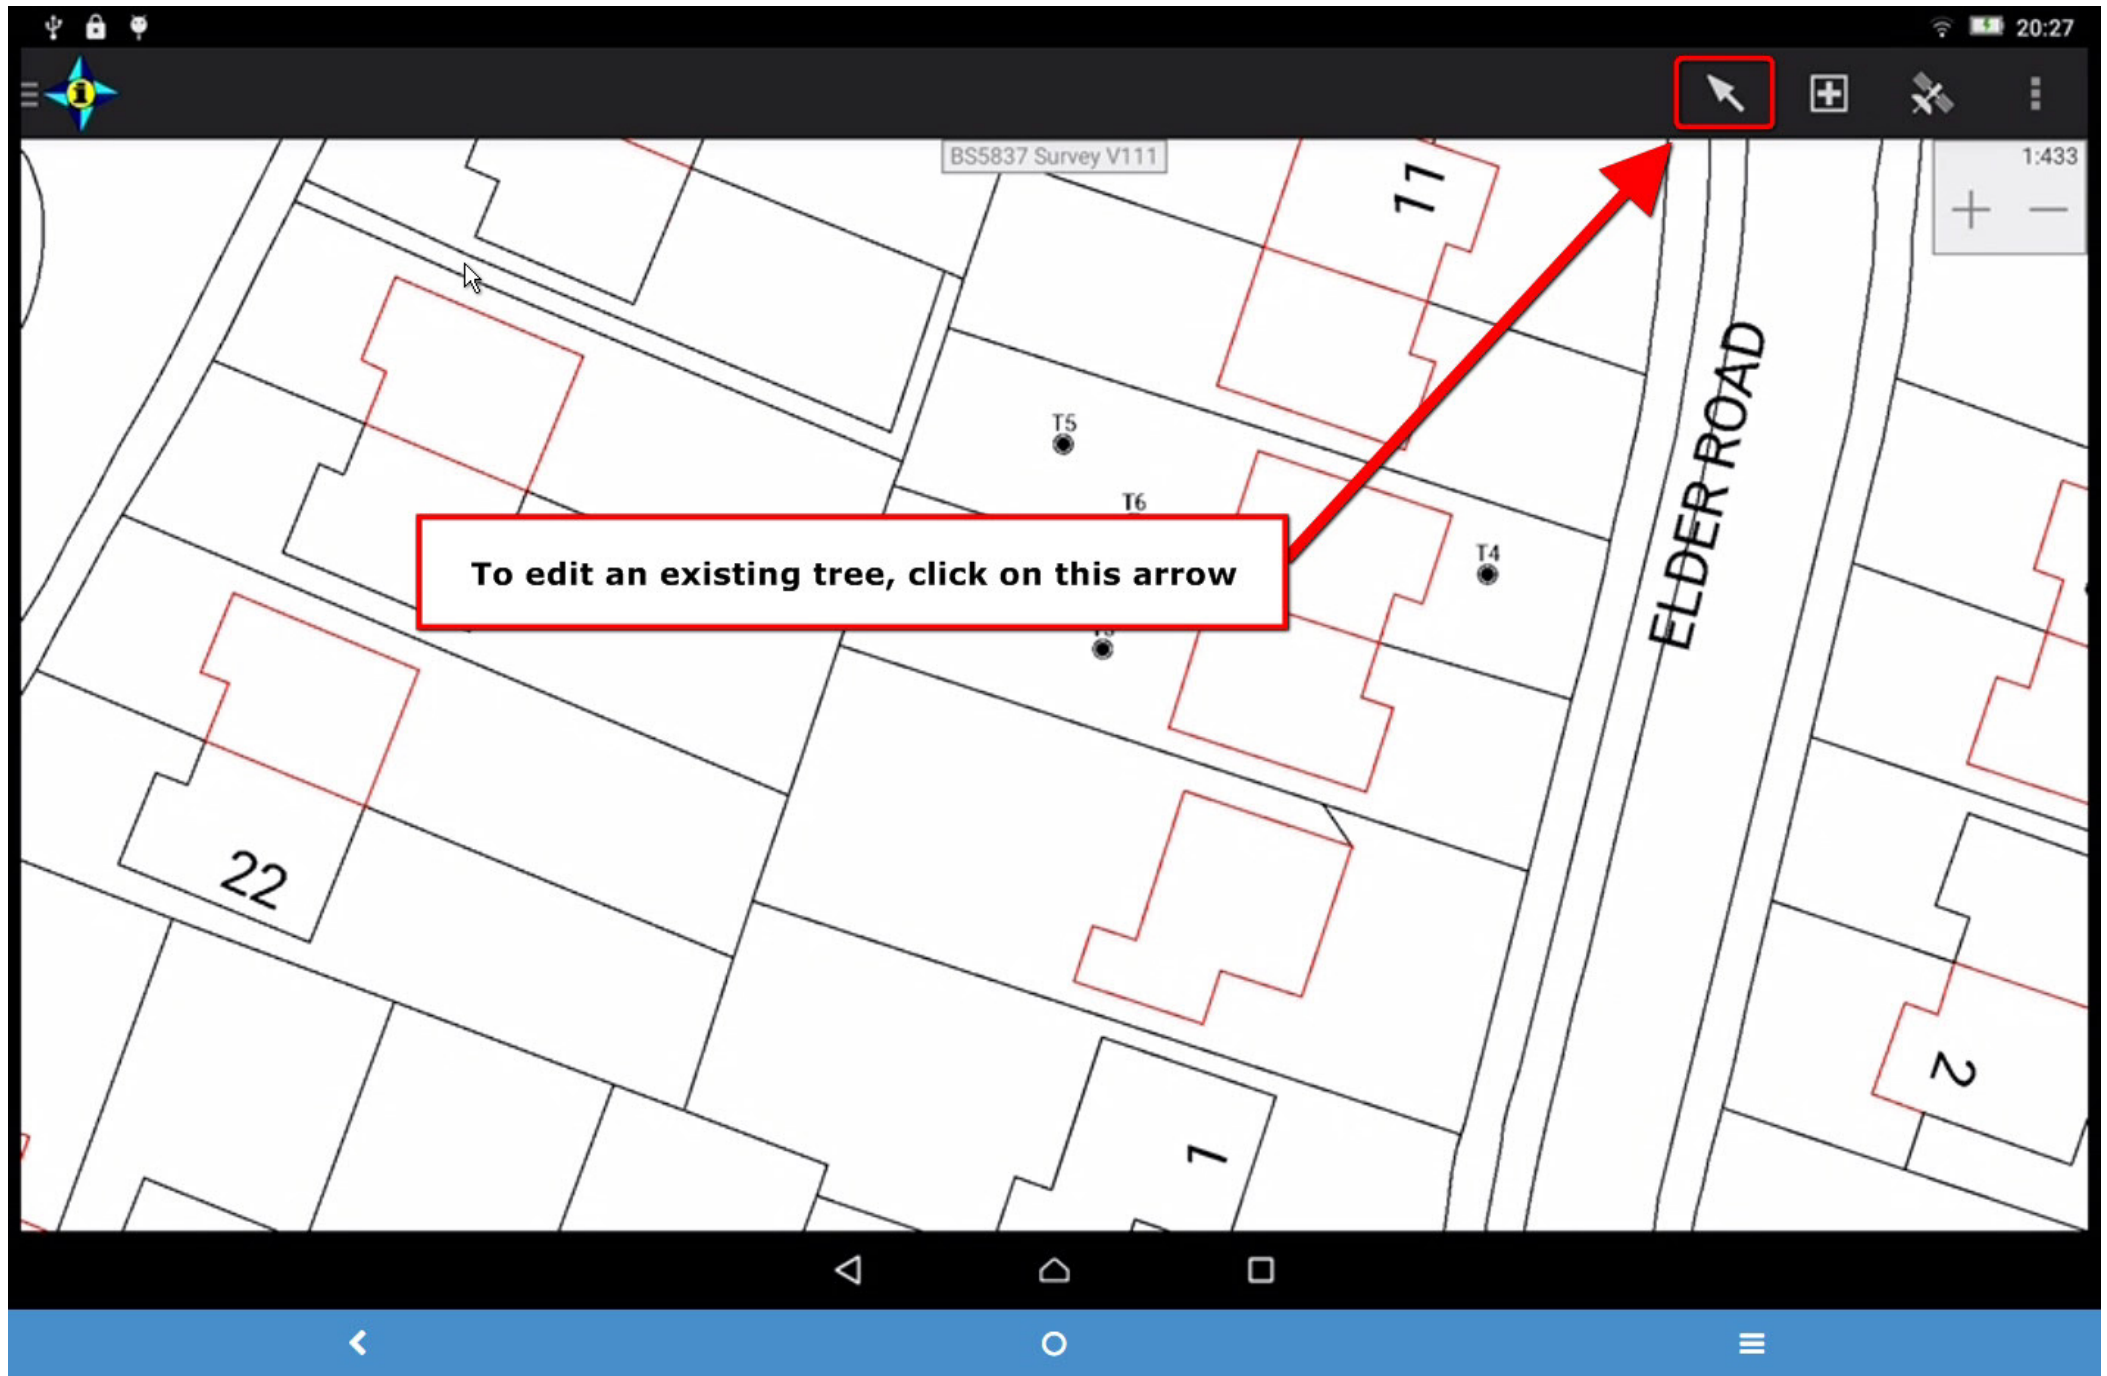 20:27
BS5837 Survey V111
1:433
11
T5
T6
T4
To edit an existing tree, click on this arrow
ELDER ROAD
22
2
1